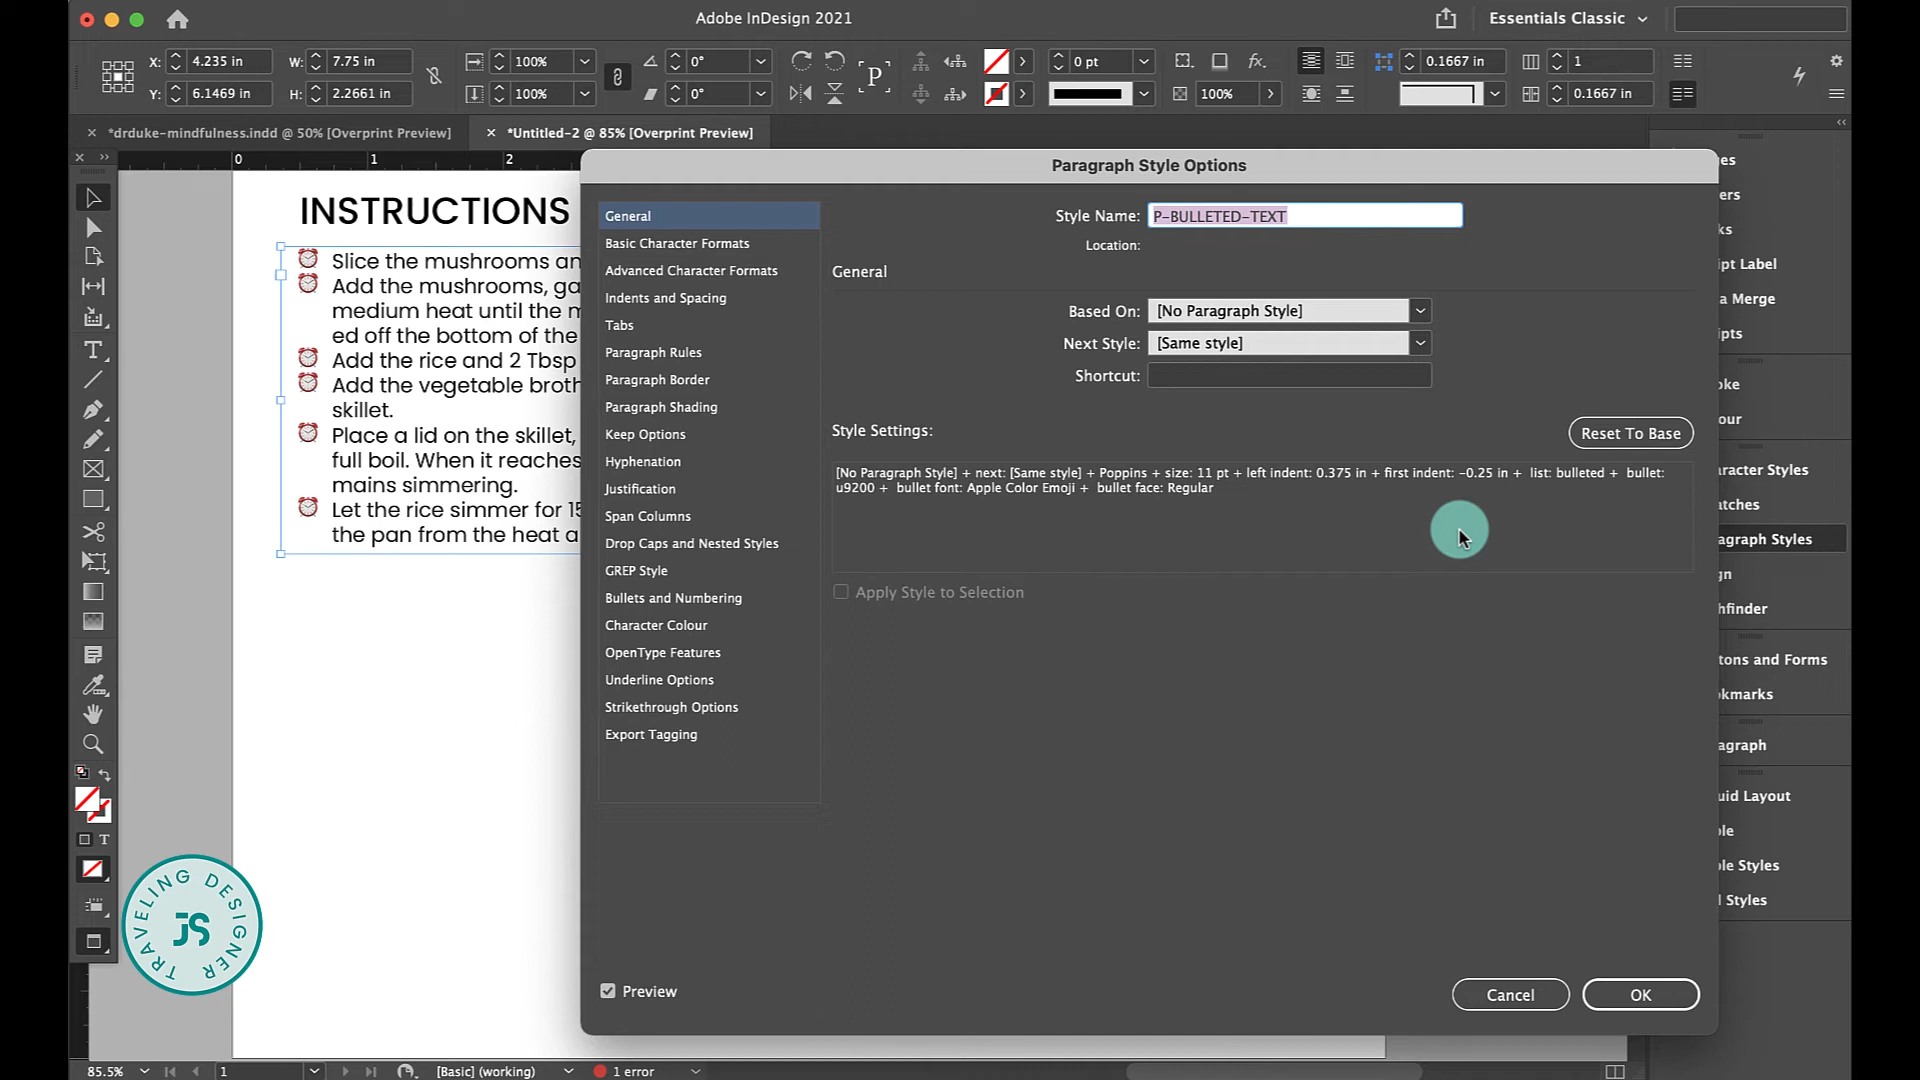 Adobe InDesign 2021
Essentials Classic
X: 4.235 in W: 7.75 in 100% 0° 0 pt 0.1667 in 1
Y: 6.1469 in H: 2.2661 in 100% 0° 100% 0.1667 in
P
fx.
*drduke-mindfulness.indd @ 50% [Overprint Preview]
*Untitled-2 @ 85% [Overprint Preview]
0 1 2
INSTRUCTIONS
Slice the mushrooms an
Add the mushrooms, ga
medium heat until the m
ed off the bottom of the
Add the rice and 2 Tbsp
Add the vegetable broth
skillet.
Place a lid on the skillet,
full boil. When it reaches
mains simmering.
Let the rice simmer for 15
the pan from the heat a
Paragraph Style Options
General
Basic Character Formats
Advanced Character Formats
Indents and Spacing
Tabs
Paragraph Rules
Paragraph Border
Paragraph Shading
Keep Options
Hyphenation
Justification
Span Columns
Drop Caps and Nested Styles
GREP Style
Bullets and Numbering
Character Colour
OpenType Features
Underline Options
Strikethrough Options
Export Tagging
Style Name: P-BULLETED-TEXT
Location:
General
Based On: [No Paragraph Style]
Next Style: [Same style]
Shortcut:
Style Settings:
Reset To Base
[No Paragraph Style] + next: [Same style] + Poppins + size: 11 pt + left indent: 0.375 in + first indent: -0.25 in + list: bulleted + bullet:
u9200 + bullet font: Apple Color Emoji + bullet face: Regular
Apply Style to Selection
Preview
Cancel
OK
es
ers
ks
ipt Label
a Merge
ipts
oke
our
aracter Styles
atches
agraph Styles
gn
hfinder
tons and Forms
kmarks
agraph
uid Layout
ole
ble Styles
l Styles
TRAVELING DESIGNER
JS
85.5% 1 [Basic] (working) 1 error